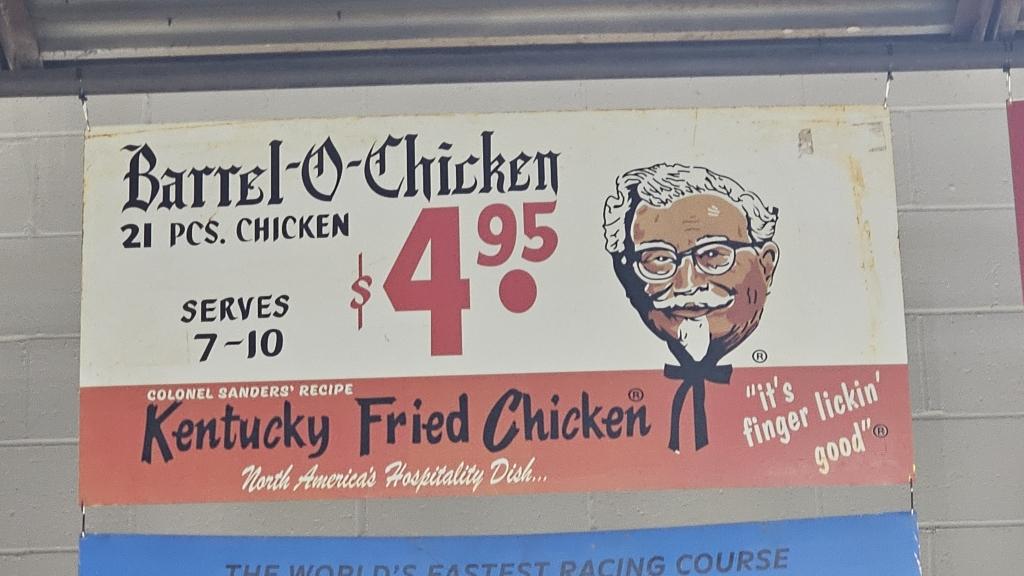 Barrel-O-Chicken
21 PCS. CHICKEN
$4.95
SERVES
7-10
COLONEL SANDERS' RECIPE
Kentucky Fried Chicken®
North America's Hospitality Dish...
®
"it's
finger lickin'
good"®
THE WORLD'S FASTEST RACING COURSE